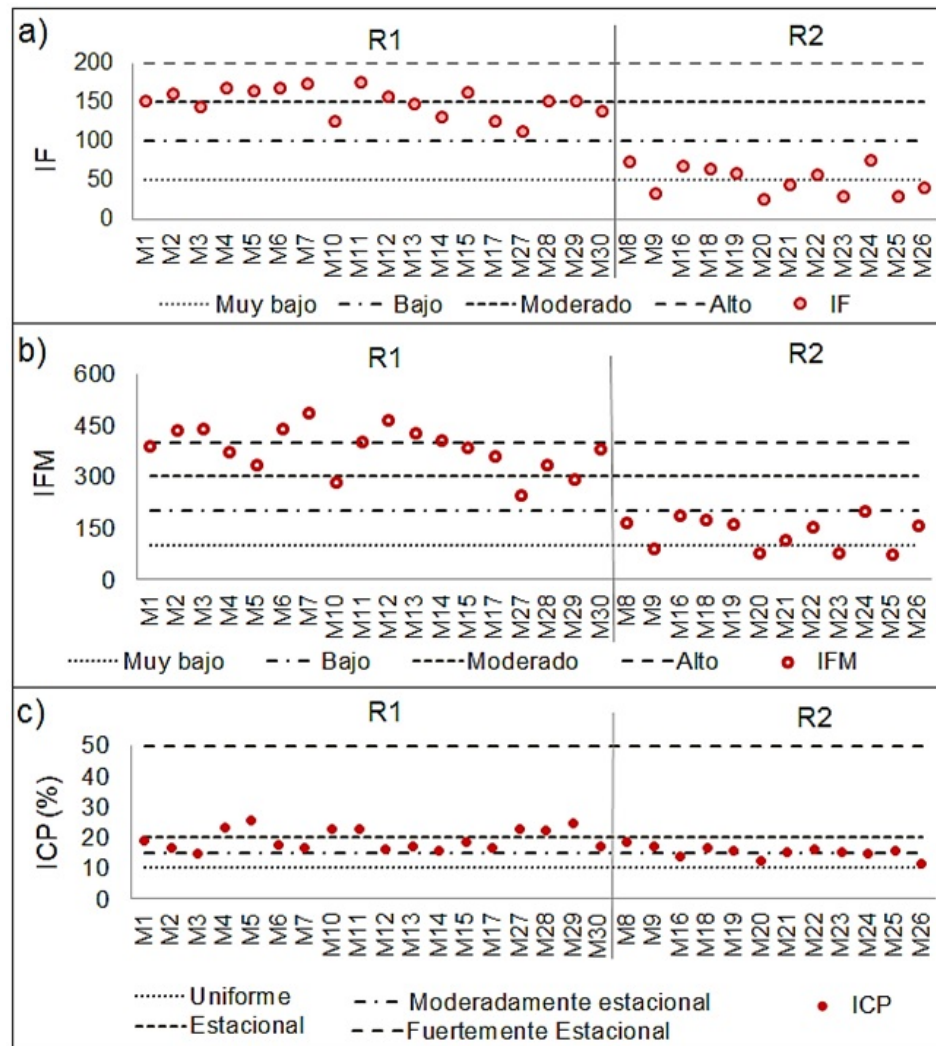 a)
R1
R2
200
150
100
50
0
IF
M1 M2 M3 M4 M5 M6 M7 M10 M11 M12 M13 M14 M15 M17 M27 M28 M29 M30 M8 M9 M16 M18 M19 M20 M21 M22 M23 M24 M25 M26
Muy bajo Bajo Moderado Alto IF
b)
R1
R2
600
450
300
150
0
IFM
M1 M2 M3 M4 M5 M6 M7 M10 M11 M12 M13 M14 M15 M17 M27 M28 M29 M30 M8 M9 M16 M18 M19 M20 M21 M22 M23 M24 M25 M26
Muy bajo Bajo Moderado Alto IFM
c)
R1
R2
50
40
30
20
10
0
ICP (%)
M1 M2 M3 M4 M5 M6 M7 M10 M11 M12 M13 M14 M15 M17 M27 M28 M29 M30 M8 M9 M16 M18 M19 M20 M21 M22 M23 M24 M25 M26
Uniforme Moderadamente estacional ICP
Estacional Fuertemente Estacional